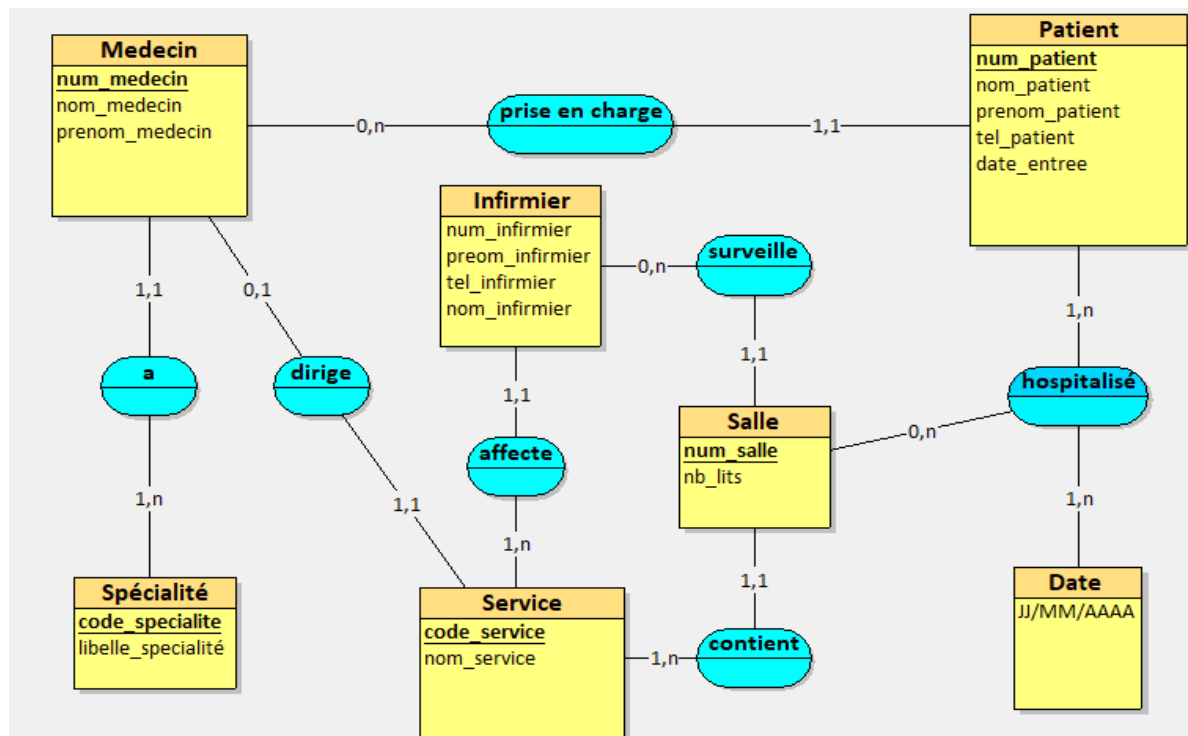 Medecin
num_medecin
nom_medecin
prenom_medecin
0,n
prise en charge
1,1
Patient
num_patient
nom_patient
prenom_patient
tel_patient
date_entree
Infirmier
num_infirmier
preom_infirmier
tel_infirmier
nom_infirmier
0,n
surveille
1,1
0,1
1,n
1,1
a
dirige
1,1
hospitalisé
0,n
Salle
num_salle
nb_lits
affecte
1,n
1,1
1,n
1,n
1,1
Spécialité
code_specialite
libelle_specialité
Service
code_service
nom_service
1,n
contient
Date
JJ/MM/AAAA